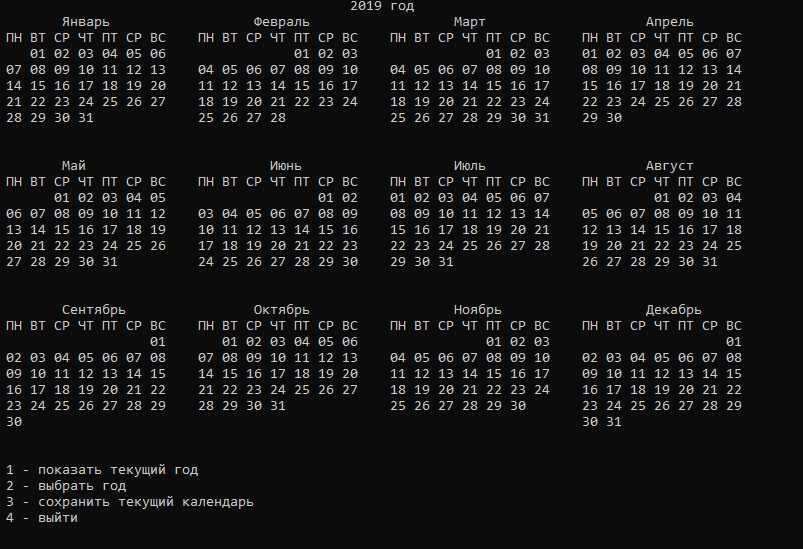 2019 год
Январь Февраль Март Апрель
ПН ВТ СР ЧТ ПТ СР ВС ПН ВТ СР ЧТ ПТ СР ВС ПН ВТ СР ЧТ ПТ СР ВС ПН ВТ СР ЧТ ПТ СР ВС
01 02 03 04 05 06 01 02 03 01 02 03 01 02 03 04 05 06 07
07 08 09 10 11 12 13 04 05 06 07 08 09 10 04 05 06 07 08 09 10 08 09 10 11 12 13 14
14 15 16 17 18 19 20 11 12 13 14 15 16 17 11 12 13 14 15 16 17 15 16 17 18 19 20 21
21 22 23 24 25 26 27 18 19 20 21 22 23 24 18 19 20 21 22 23 24 22 23 24 25 26 27 28
28 29 30 31 25 26 27 28 25 26 27 28 29 30 31 29 30
Май Июнь Июль Август
ПН ВТ СР ЧТ ПТ СР ВС ПН ВТ СР ЧТ ПТ СР ВС ПН ВТ СР ЧТ ПТ СР ВС ПН ВТ СР ЧТ ПТ СР ВС
01 02 03 04 05 01 02 01 02 03 04 05 06 07 01 02 03 04
06 07 08 09 10 11 12 03 04 05 06 07 08 09 08 09 10 11 12 13 14 05 06 07 08 09 10 11
13 14 15 16 17 18 19 10 11 12 13 14 15 16 15 16 17 18 19 20 21 12 13 14 15 16 17 18
20 21 22 23 24 25 26 17 18 19 20 21 22 23 22 23 24 25 26 27 28 19 20 21 22 23 24 25
27 28 29 30 31 24 25 26 27 28 29 30 29 30 31 26 27 28 29 30 31
Сентябрь Октябрь Ноябрь Декабрь
ПН ВТ СР ЧТ ПТ СР ВС ПН ВТ СР ЧТ ПТ СР ВС ПН ВТ СР ЧТ ПТ СР ВС ПН ВТ СР ЧТ ПТ СР ВС
01 01 02 03 04 05 06 01 02 03 01
02 03 04 05 06 07 08 07 08 09 10 11 12 13 04 05 06 07 08 09 10 02 03 04 05 06 07 08
09 10 11 12 13 14 15 14 15 16 17 18 19 20 11 12 13 14 15 16 17 09 10 11 12 13 14 15
16 17 18 19 20 21 22 21 22 23 24 25 26 27 18 19 20 21 22 23 24 16 17 18 19 20 21 22
23 24 25 26 27 28 29 28 29 30 31 25 26 27 28 29 30 23 24 25 26 27 28 29
30 30 31
1 - показать текущий год
2 - выбрать год
3 - сохранить текущий календарь
4 - выйти